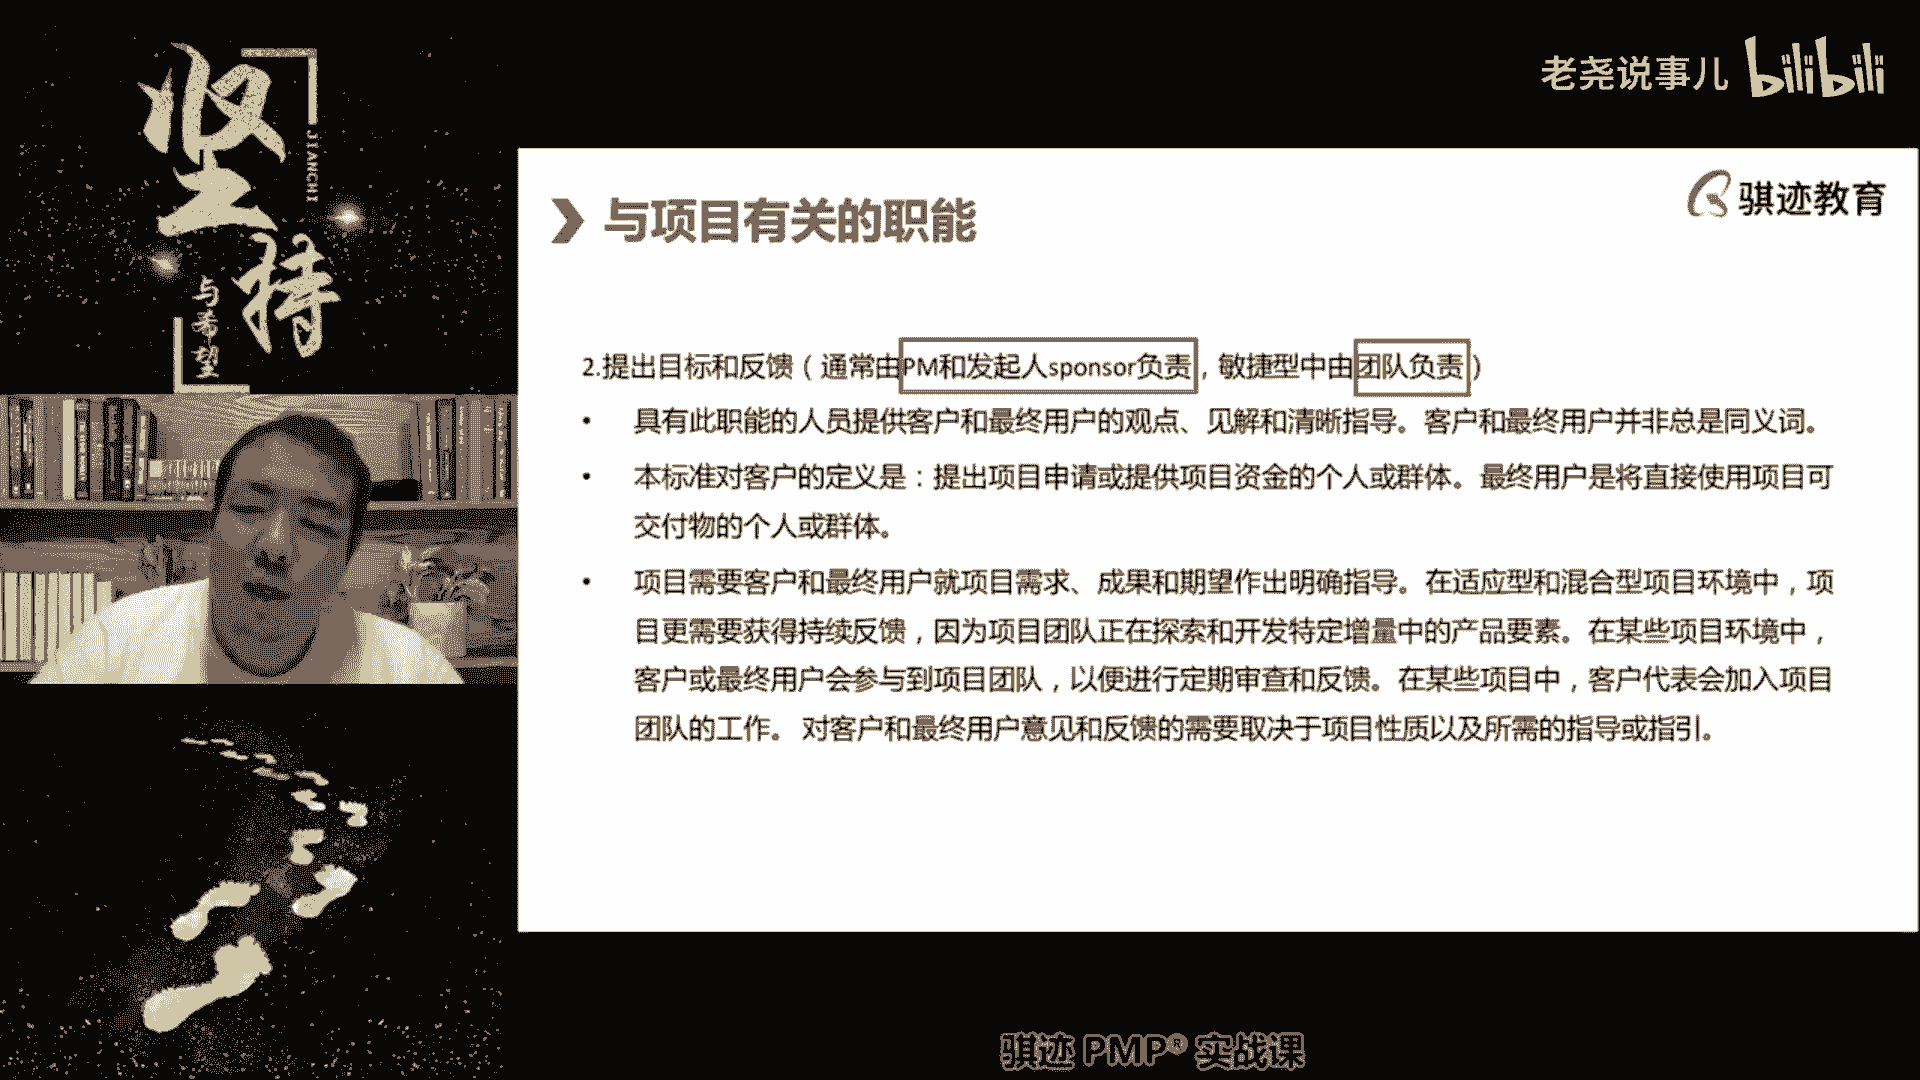 坚持
JIANCHI
与希望
老尧说事儿 bilibili
骐迹教育
与项目有关的职能
2.提出目标和反馈（通常由PM和发起人sponsor负责，敏捷型中由团队负责）
• 具有此职能的人员提供客户和最终用户的观点、见解和清晰指导。客户和最终用户并非总是同义词。
• 本标准对客户的定义是：提出项目申请或提供项目资金的个人或群体。最终用户是将直接使用项目可
交付物的个人或群体。
• 项目需要客户和最终用户就项目需求、成果和期望作出明确指导。在适应型和混合型项目环境中，项
目更需要获得持续反馈，因为项目团队正在探索和开发特定增量中的产品要素。在某些项目环境中，
客户或最终用户会参与到项目团队，以便进行定期审查和反馈。在某些项目中，客户代表会加入项目
团队的工作。 对客户和最终用户意见和反馈的需要取决于项目性质以及所需的指导或指引。
骐迹 PMP® 实战课